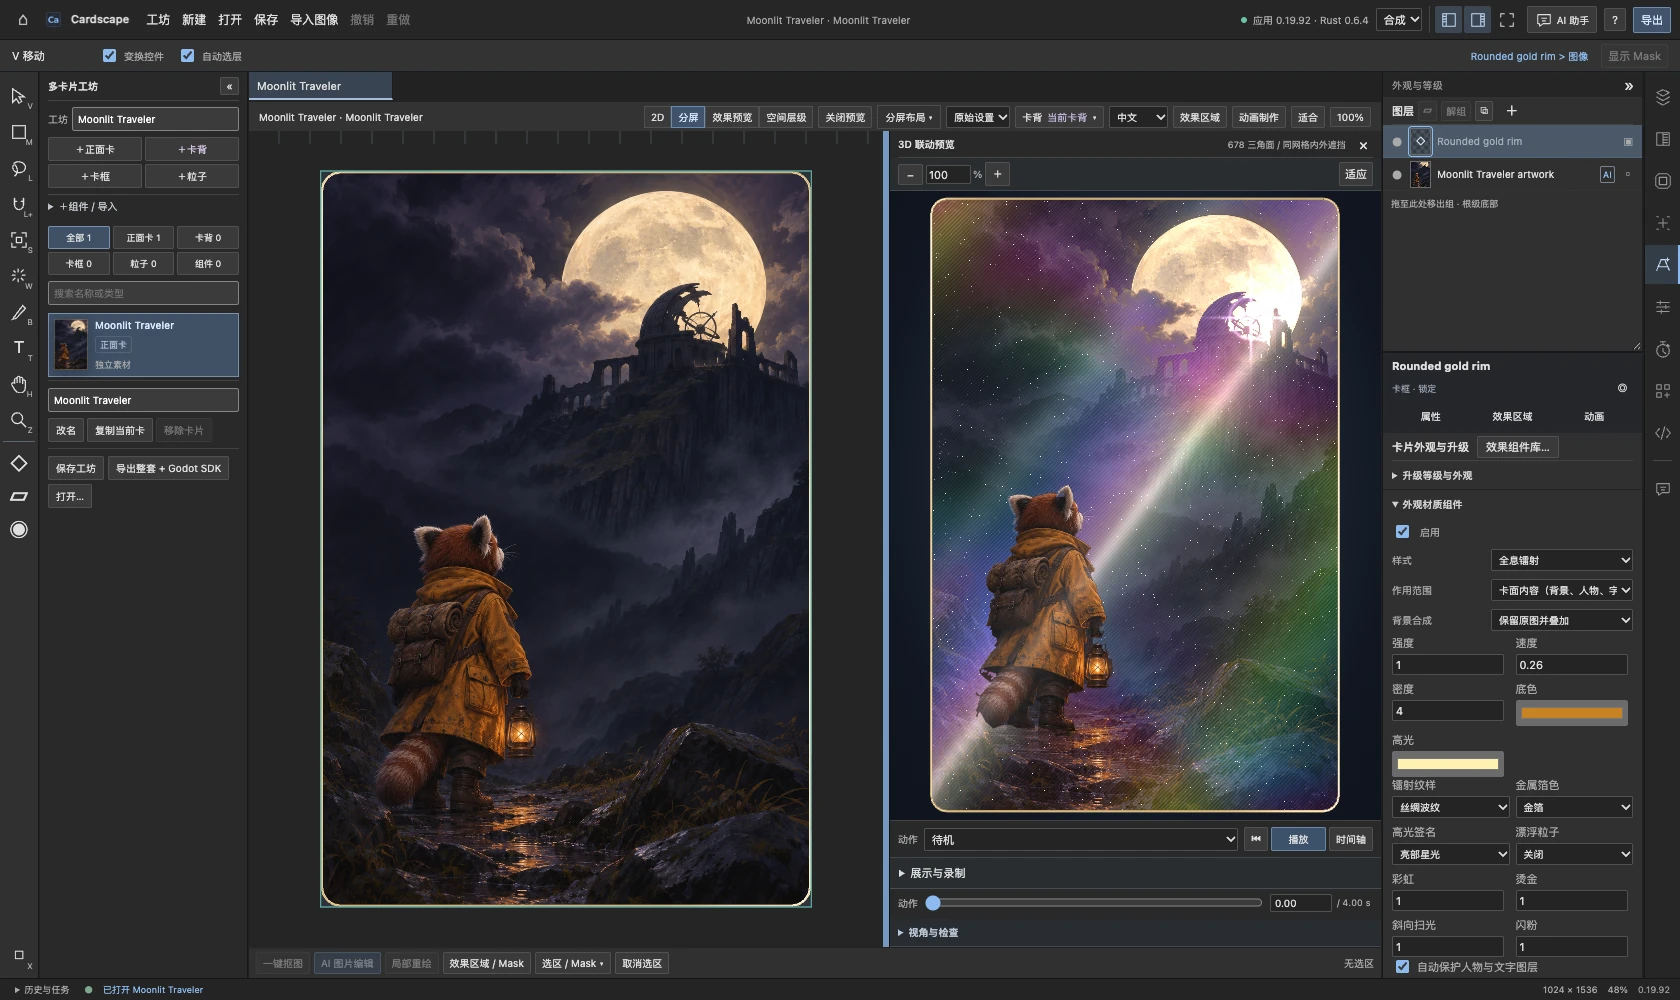 Ca Cardscape 工坊 新建 打开 保存 导入图像 撤销 重做
Moonlit Traveler · Moonlit Traveler
应用 0.19.92 · Rust 0.6.4 合成 AI 助手 ? 导出
V 移动 变换控件 自动选层
Rounded gold rim > 图像 显示 Mask
V
M
L
L+
S
W
B
T
H
Z
X
多卡片工坊 «
工坊 Moonlit Traveler
+正面卡 +卡背
+卡框 +粒子
+组件 / 导入
全部 1 正面卡 1 卡背 0
卡框 0 粒子 0 组件 0
搜索名称或类型
Moonlit Traveler
正面卡
独立素材
Moonlit Traveler
改名 复制当前卡 移除卡片
保存工坊 导出整套 + Godot SDK
打开...
Moonlit Traveler
Moonlit Traveler · Moonlit Traveler
2D 分屏 效果预览 空间层级 关闭预览 分屏布局 原始设置 卡背 当前卡背 中文 效果区域 动画制作 适合 100%
3D 联动预览 678 三角面 / 同网格内外遮挡 ×
− 100 % + 适应
动作 待机 播放 时间轴
展示与录制
动作 0.00 / 4.00 s
视角与检查
一键抠图 AI 图片编辑 局部重绘 效果区域 / Mask 选区 / Mask 取消选区
无选区
外观与等级 »
图层 解组 +
Rounded gold rim
Moonlit Traveler artwork AI
拖至此处移出组 · 根级底部
Rounded gold rim
卡框 · 锁定
属性 效果区域 动画
卡片外观与升级 效果组件库...
升级等级与外观
外观材质组件
启用
样式 全息镭射
作用范围 卡面内容（背景、人物、字
背景合成 保留原图并叠加
强度 速度
1 0.26
密度 底色
4
高光
镭射纹样 金属箔色
丝绸波纹 金箔
高光签名 漂浮粒子
亮部星光 关闭
彩虹 烫金
1 1
斜向扫光 闪粉
1 1
自动保护人物与文字图层
历史与任务 已打开 Moonlit Traveler
1024 × 1536 48% 0.19.92